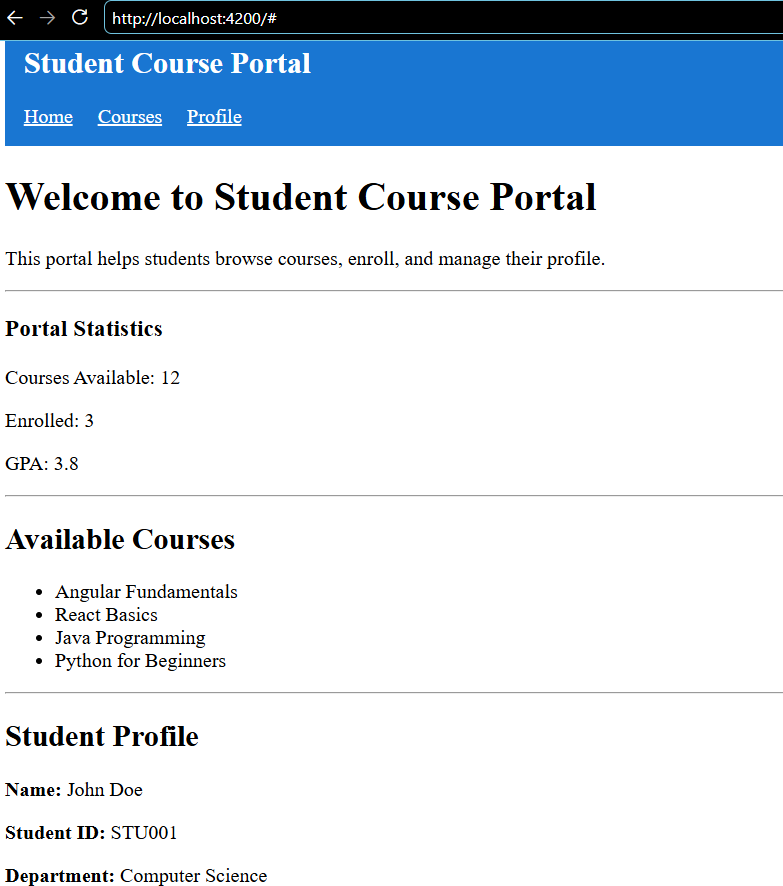 http://localhost:4200/#
Student Course Portal
Home Courses Profile
Welcome to Student Course Portal
This portal helps students browse courses, enroll, and manage their profile.
Portal Statistics
Courses Available: 12
Enrolled: 3
GPA: 3.8
Available Courses
Angular Fundamentals
React Basics
Java Programming
Python for Beginners
Student Profile
Name: John Doe
Student ID: STU001
Department: Computer Science